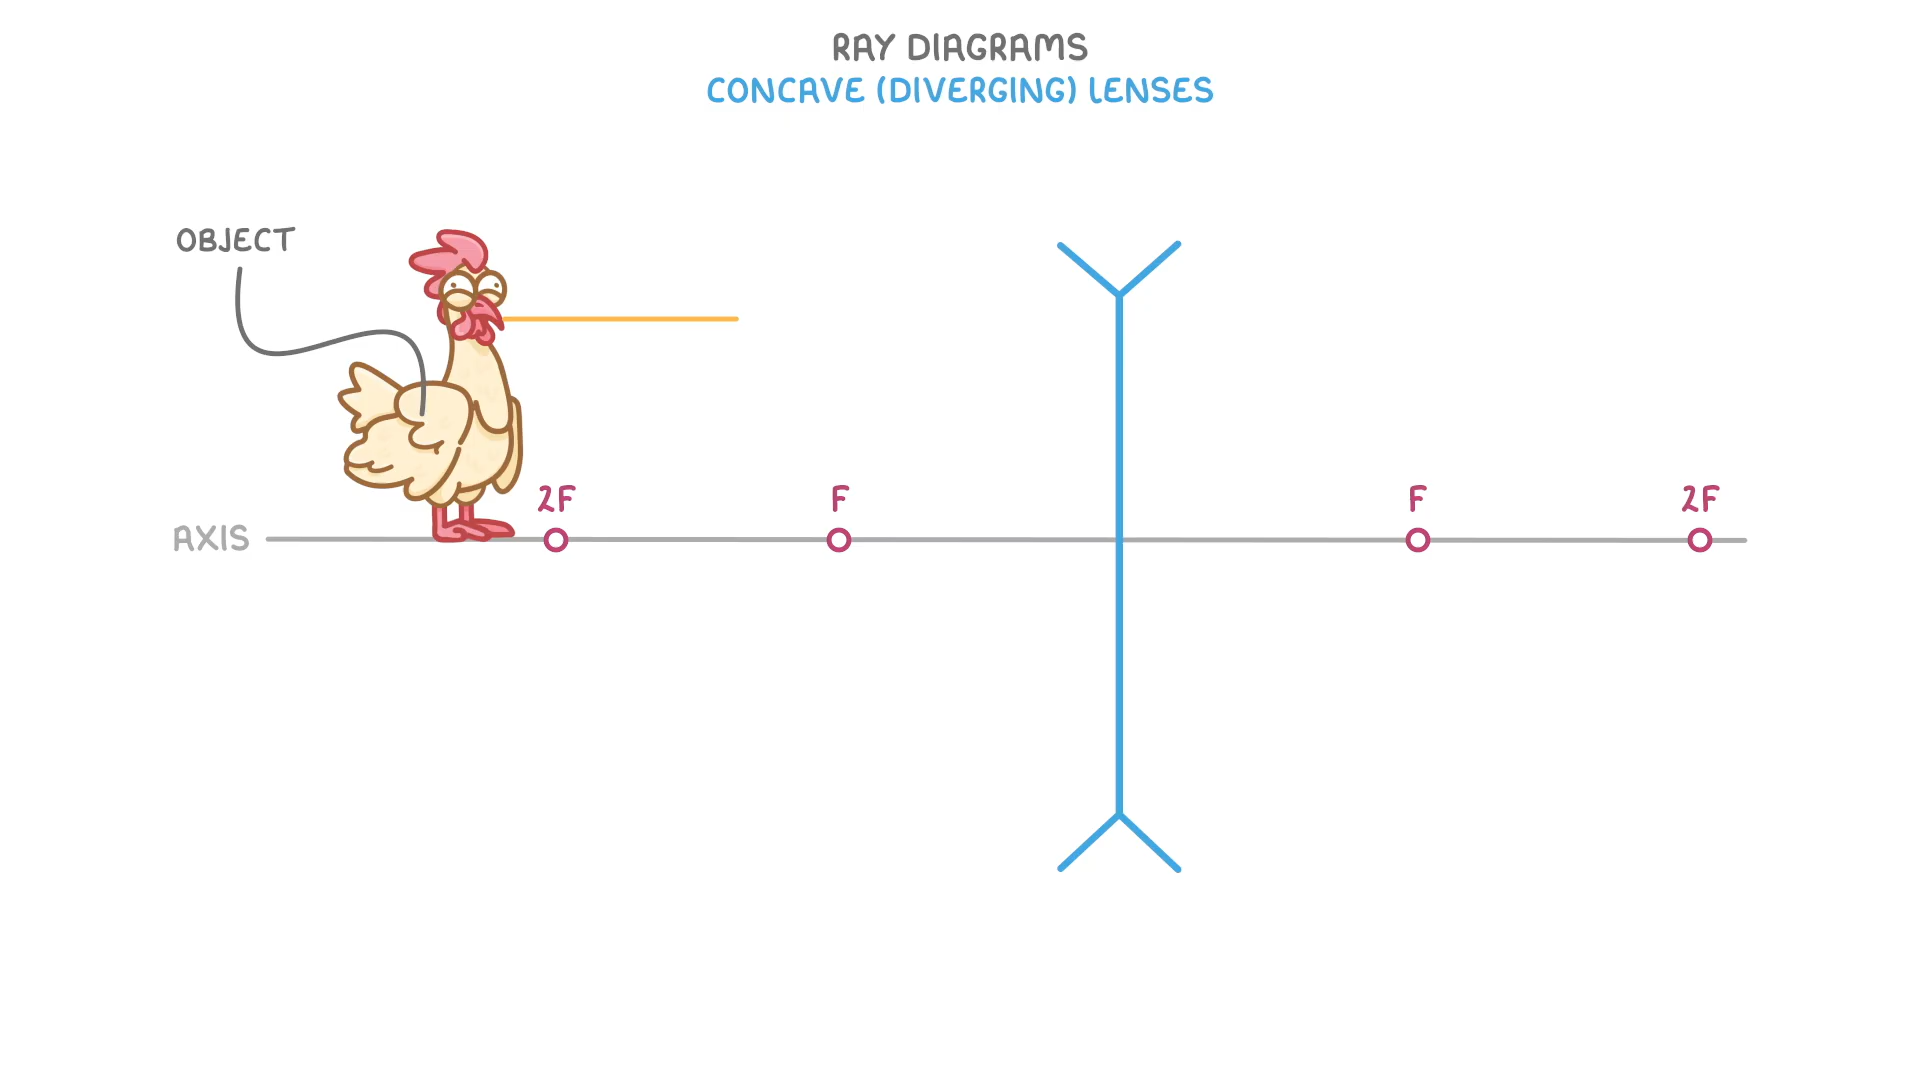 RAY DIAGRAMS
CONCAVE (DIVERGING) LENSES
OBJECT
2F
F
F
2F
AXIS